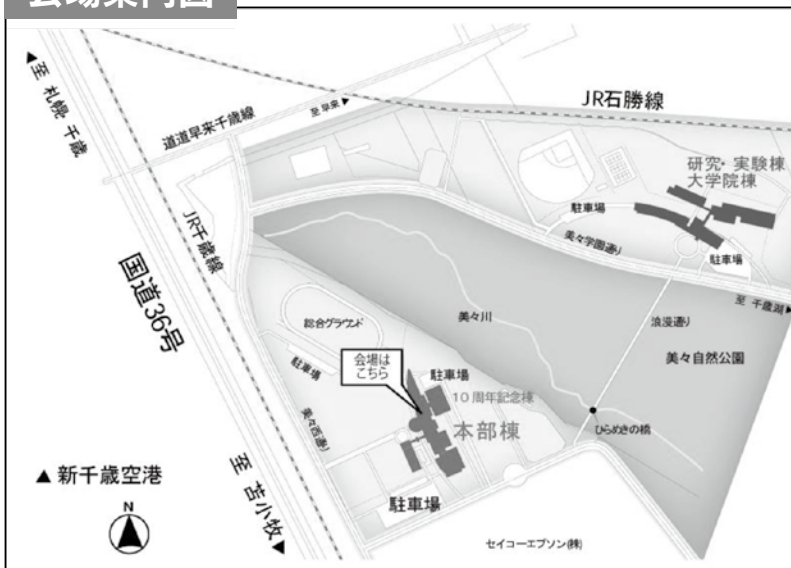 会場案内図
▲至 札幌 千歳
道道早来千歳線
至 早来▶
JR石勝線
研究・実験棟
大学院棟
駐車場
美々学園通り
駐車場
至 千歳湖▶
JR千歳線
国道36号
総合グラウンド
美々川
浪漫通り
美々自然公園
会場は
こちら
駐車場
駐車場
10周年記念棟
本部棟
美々西通り
ひらめきの橋
▲ 新千歳空港
至 苫小牧▼
N
駐車場
セイコーエプソン(株)